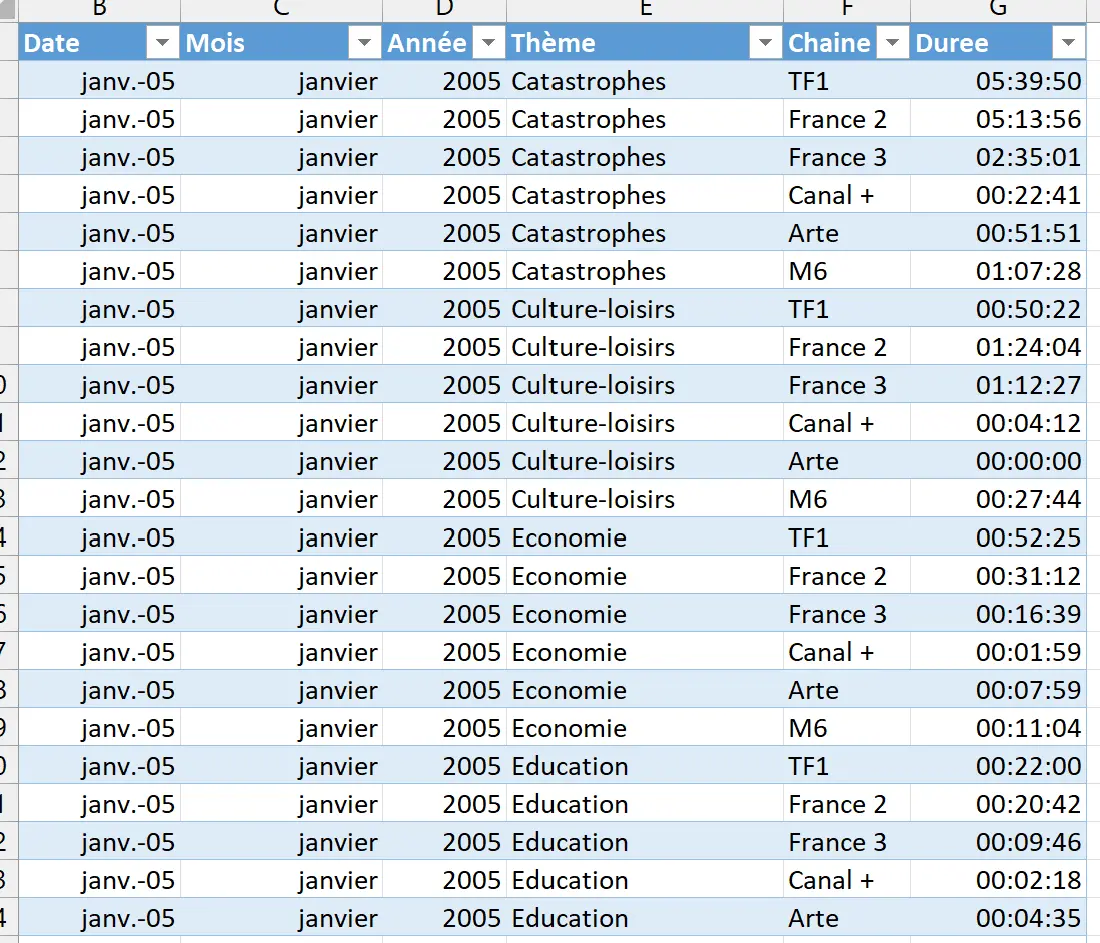 B C D E F G
Date Mois Année Thème Chaine Duree
janv.-05 janvier 2005 Catastrophes TF1 05:39:50
janv.-05 janvier 2005 Catastrophes France 2 05:13:56
janv.-05 janvier 2005 Catastrophes France 3 02:35:01
janv.-05 janvier 2005 Catastrophes Canal + 00:22:41
janv.-05 janvier 2005 Catastrophes Arte 00:51:51
janv.-05 janvier 2005 Catastrophes M6 01:07:28
janv.-05 janvier 2005 Culture-loisirs TF1 00:50:22
janv.-05 janvier 2005 Culture-loisirs France 2 01:24:04
janv.-05 janvier 2005 Culture-loisirs France 3 01:12:27
janv.-05 janvier 2005 Culture-loisirs Canal + 00:04:12
janv.-05 janvier 2005 Culture-loisirs Arte 00:00:00
janv.-05 janvier 2005 Culture-loisirs M6 00:27:44
janv.-05 janvier 2005 Economie TF1 00:52:25
janv.-05 janvier 2005 Economie France 2 00:31:12
janv.-05 janvier 2005 Economie France 3 00:16:39
janv.-05 janvier 2005 Economie Canal + 00:01:59
janv.-05 janvier 2005 Economie Arte 00:07:59
janv.-05 janvier 2005 Economie M6 00:11:04
janv.-05 janvier 2005 Education TF1 00:22:00
janv.-05 janvier 2005 Education France 2 00:20:42
janv.-05 janvier 2005 Education France 3 00:09:46
janv.-05 janvier 2005 Education Canal + 00:02:18
janv.-05 janvier 2005 Education Arte 00:04:35